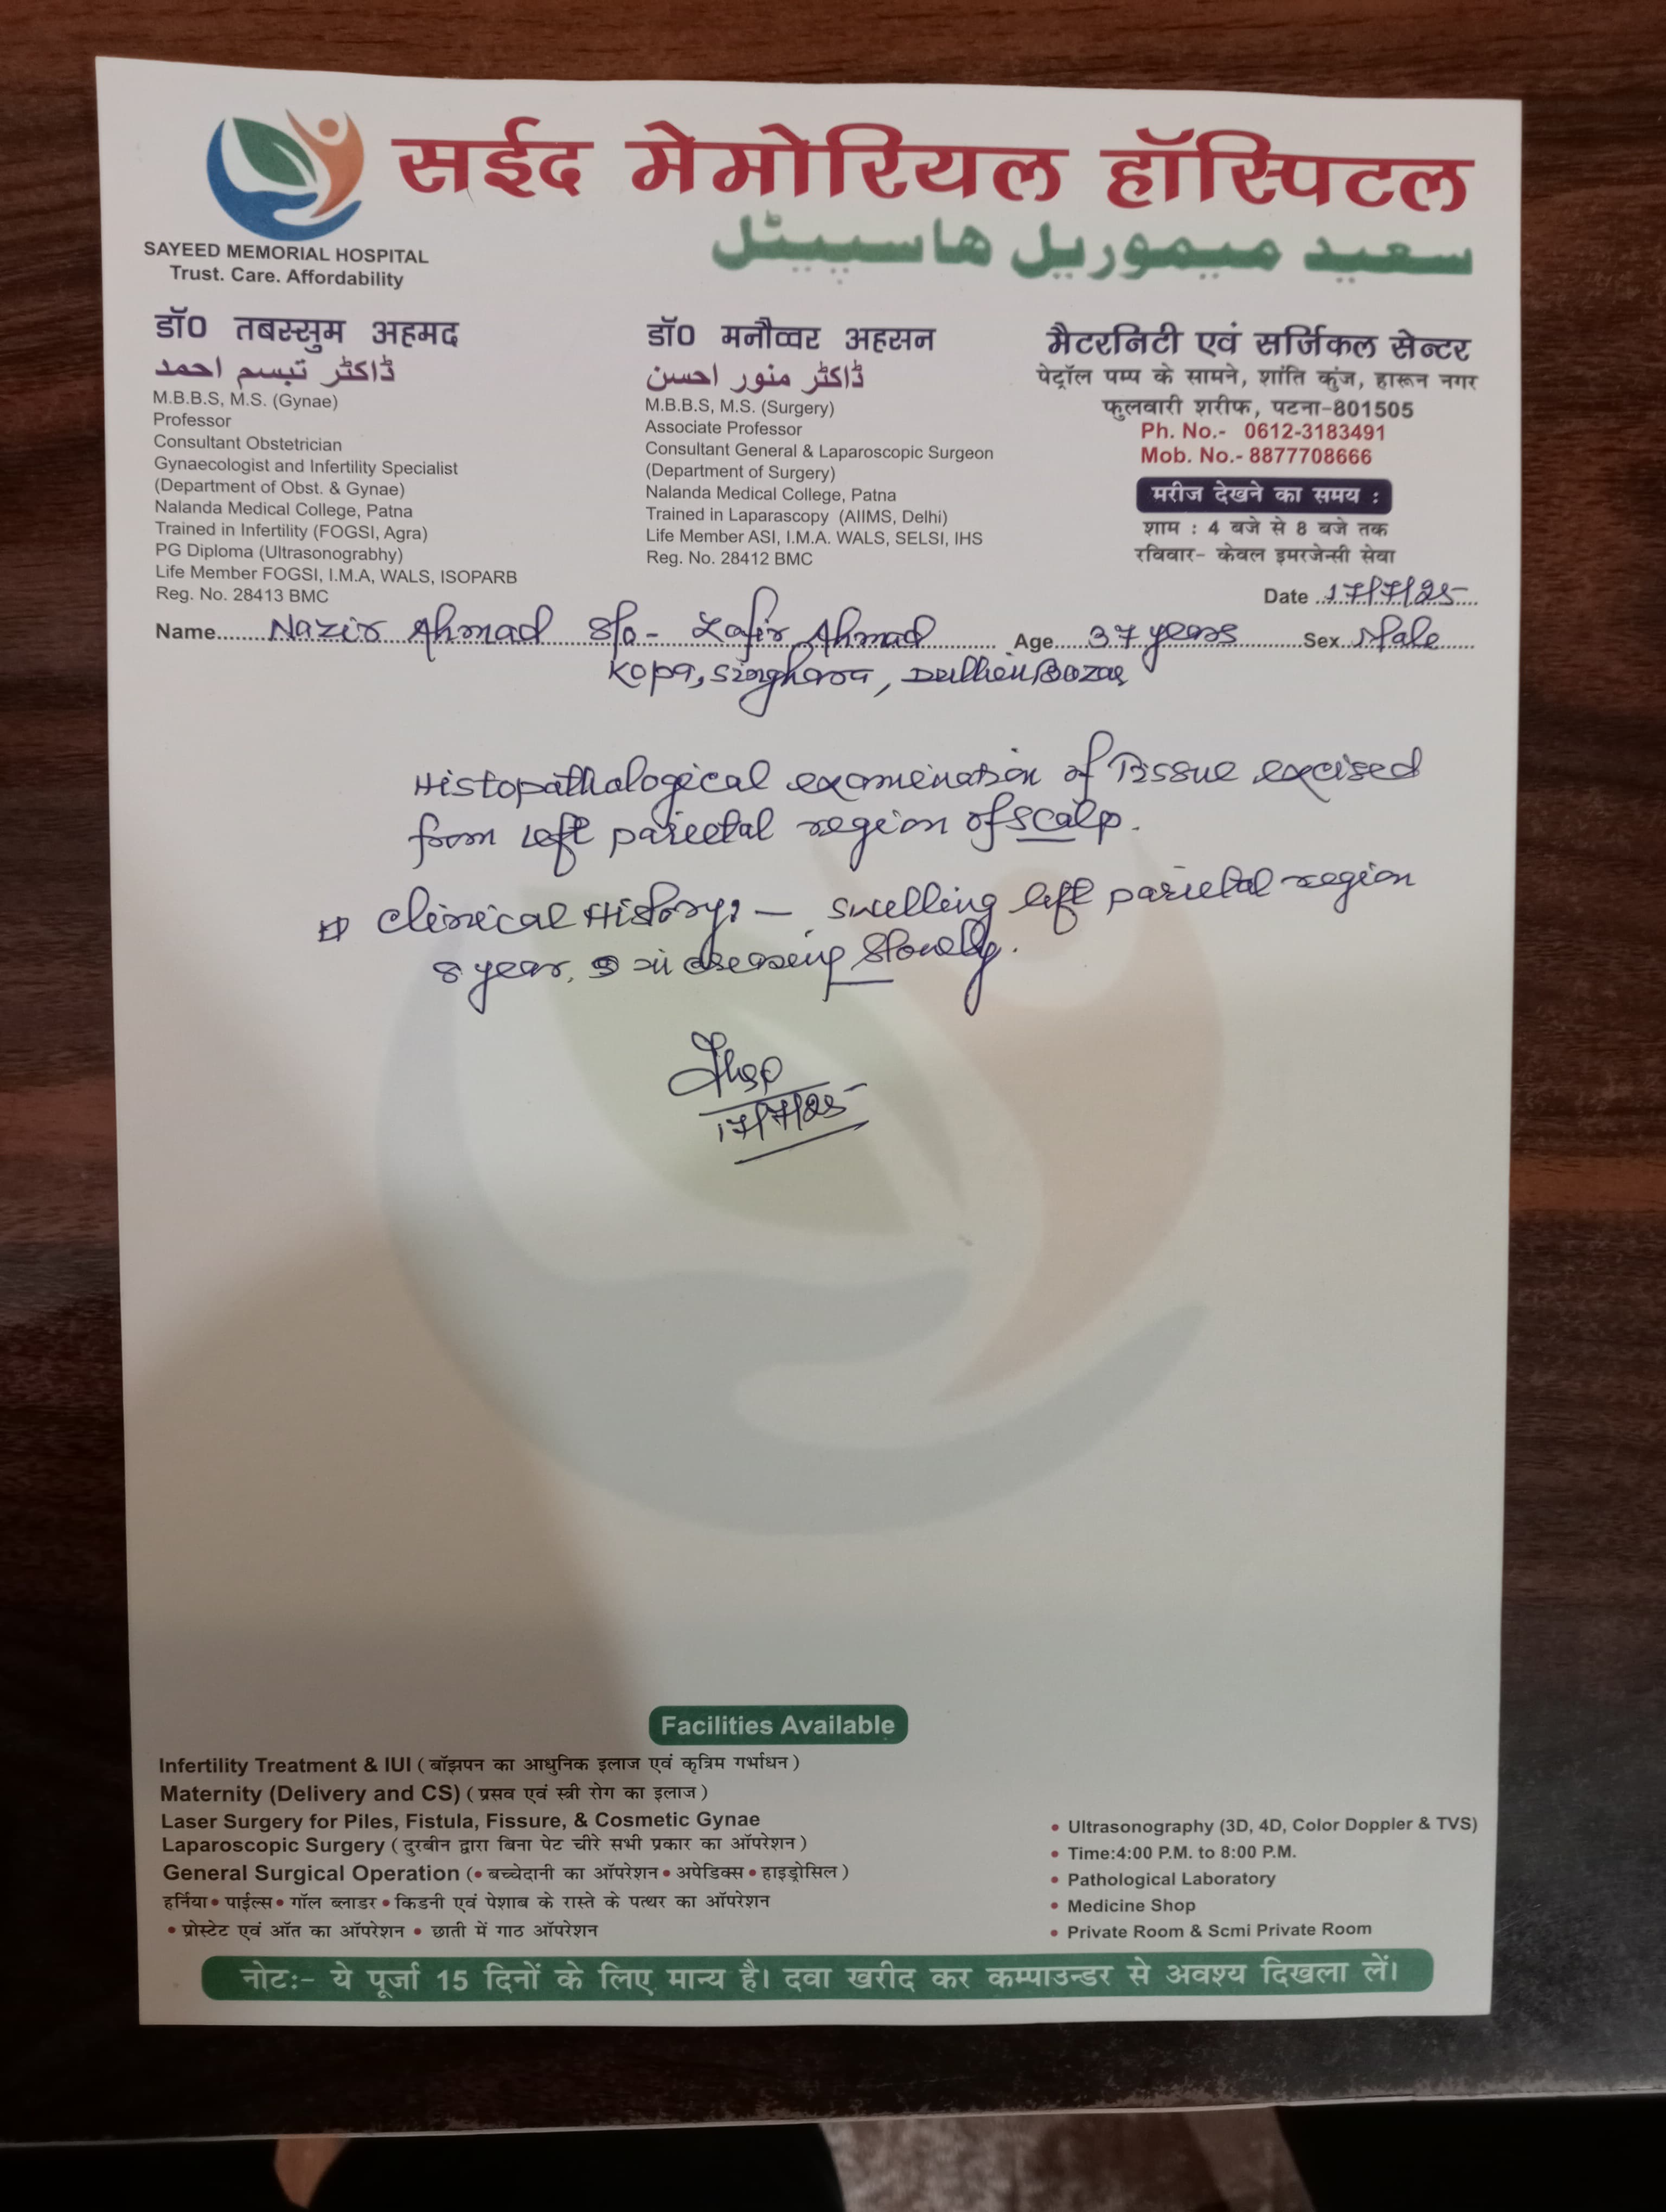 सईद मेमोरियल हॉस्पिटल
سعید میموریل هاسپیٹل
SAYEED MEMORIAL HOSPITAL
Trust. Care. Affordability
डॉ० तबस्सुम अहमद
ڈاکٹر تبسم احمد
M.B.B.S, M.S. (Gynae)
Professor
Consultant Obstetrician
Gynaecologist and Infertility Specialist
(Department of Obst. & Gynae)
Nalanda Medical College, Patna
Trained in Infertility (FOGSI, Agra)
PG Diploma (Ultrasonograbhy)
Life Member FOGSI, I.M.A, WALS, ISOPARB
Reg. No. 28413 BMC
डॉ० मनौव्वर अहसन
ڈاکٹر منور احسن
M.B.B.S, M.S. (Surgery)
Associate Professor
Consultant General & Laparoscopic Surgeon
(Department of Surgery)
Nalanda Medical College, Patna
Trained in Laparascopy (AIIMS, Delhi)
Life Member ASI, I.M.A. WALS, SELSI, IHS
Reg. No. 28412 BMC
मैटरनिटी एवं सर्जिकल सेन्टर
पेट्रॉल पम्प के सामने, शांति कुंज, हारून नगर
फुलवारी शरीफ, पटना-801505
Ph. No.- 0612-3183491
Mob. No.- 8877708666
मरीज देखने का समय :
शाम : 4 बजे से 8 बजे तक
रविवार- केवल इमरजेन्सी सेवा
Date 17/7/25
Name Nazir Ahmad S/o- Zafir Ahmad Age 37 years Sex Male
Kopa, Singhara, Bazar
Histopathological examination of Tissue excised
from left parietal region of scalp.
Clinical History:- swelling left parietal region
8 year, increasing slowly.
17/7/25
Facilities Available
Infertility Treatment & IUI ( बॉझपन का आधुनिक इलाज एवं कृत्रिम गर्भाधन )
Maternity (Delivery and CS) ( प्रसव एवं स्त्री रोग का इलाज )
Laser Surgery for Piles, Fistula, Fissure, & Cosmetic Gynae
Laparoscopic Surgery ( दुरबीन द्वारा बिना पेट चीरे सभी प्रकार का ऑपरेशन )
General Surgical Operation (• बच्चेदानी का ऑपरेशन • अपेडिक्स • हाइड्रोसिल )
हर्निया • पाईल्स • गॉल ब्लाडर • किडनी एवं पेशाब के रास्ते के पत्थर का ऑपरेशन
• प्रोस्टेट एवं ऑत का ऑपरेशन • छाती में गाठ ऑपरेशन
• Ultrasonography (3D, 4D, Color Doppler & TVS)
• Time:4:00 P.M. to 8:00 P.M.
• Pathological Laboratory
• Medicine Shop
• Private Room & Scmi Private Room
नोटः- ये पूर्जा 15 दिनों के लिए मान्य है। दवा खरीद कर कम्पाउन्डर से अवश्य दिखला लें।